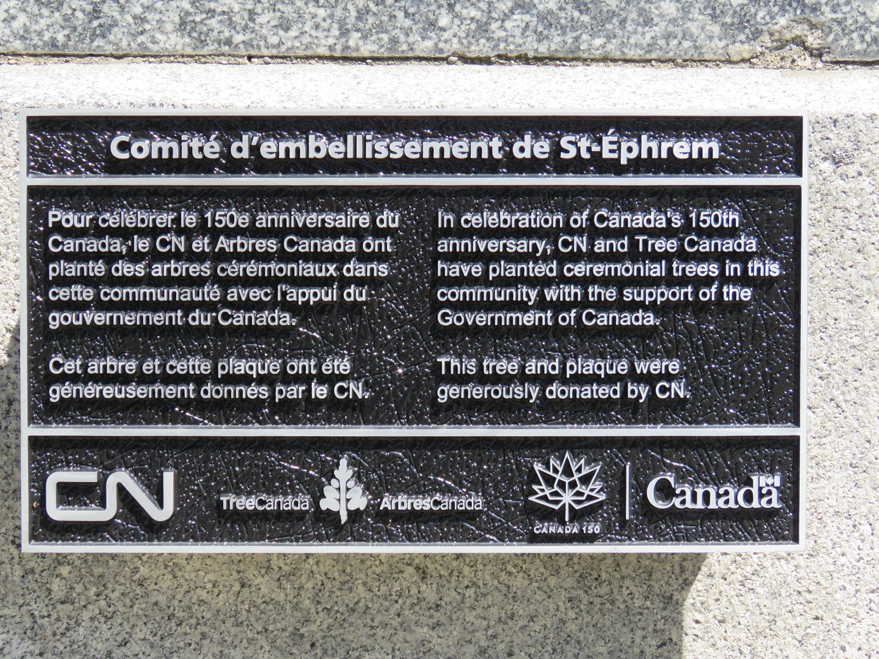 Comité d'embellissement de St-Éphrem
Pour célébrer le 150e anniversaire du
Canada, le CN et Arbres Canada ont
planté des arbres cérémoniaux dans
cette communauté avec l'appui du
gouvernement du Canada.
Cet arbre et cette plaque ont été
généreusement donnés par le CN.
In celebration of Canada's 150th
anniversary, CN and Tree Canada
have planted ceremonial trees in this
community with the support of the
Government of Canada.
This tree and plaque were
generously donated by CN.
CN
TreeCanada ArbresCanada
CANADA 150
Canada